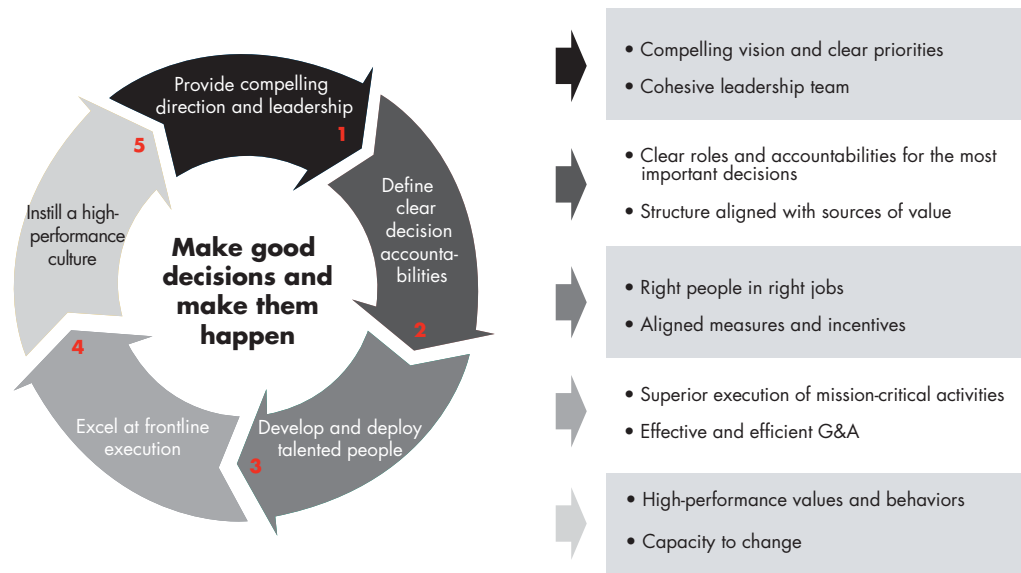 Provide compelling
direction and leadership
1
Define
clear
decision
accounta-
bilities
2
Develop and deploy
talented people
3
Excel at frontline
execution
4
Instill a high-
performance
culture
5
Make good
decisions and
make them
happen
• Compelling vision and clear priorities
• Cohesive leadership team
• Clear roles and accountabilities for the most
important decisions
• Structure aligned with sources of value
• Right people in right jobs
• Aligned measures and incentives
• Superior execution of mission-critical activities
• Effective and efficient G&A
• High-performance values and behaviors
• Capacity to change